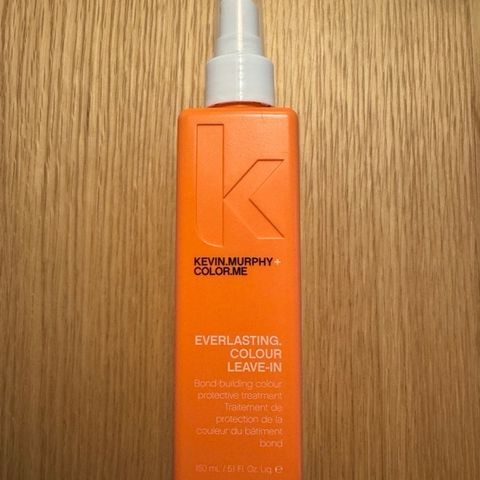 k
KEVIN.MURPHY+
COLOR.ME
EVERLASTING.
COLOUR
LEAVE-IN
Bond-building colour
protective treatment
Traitement de
protection de la
couleur du bâtiment
bond
150 mL / 5.1 Fl. Oz. Liq. e